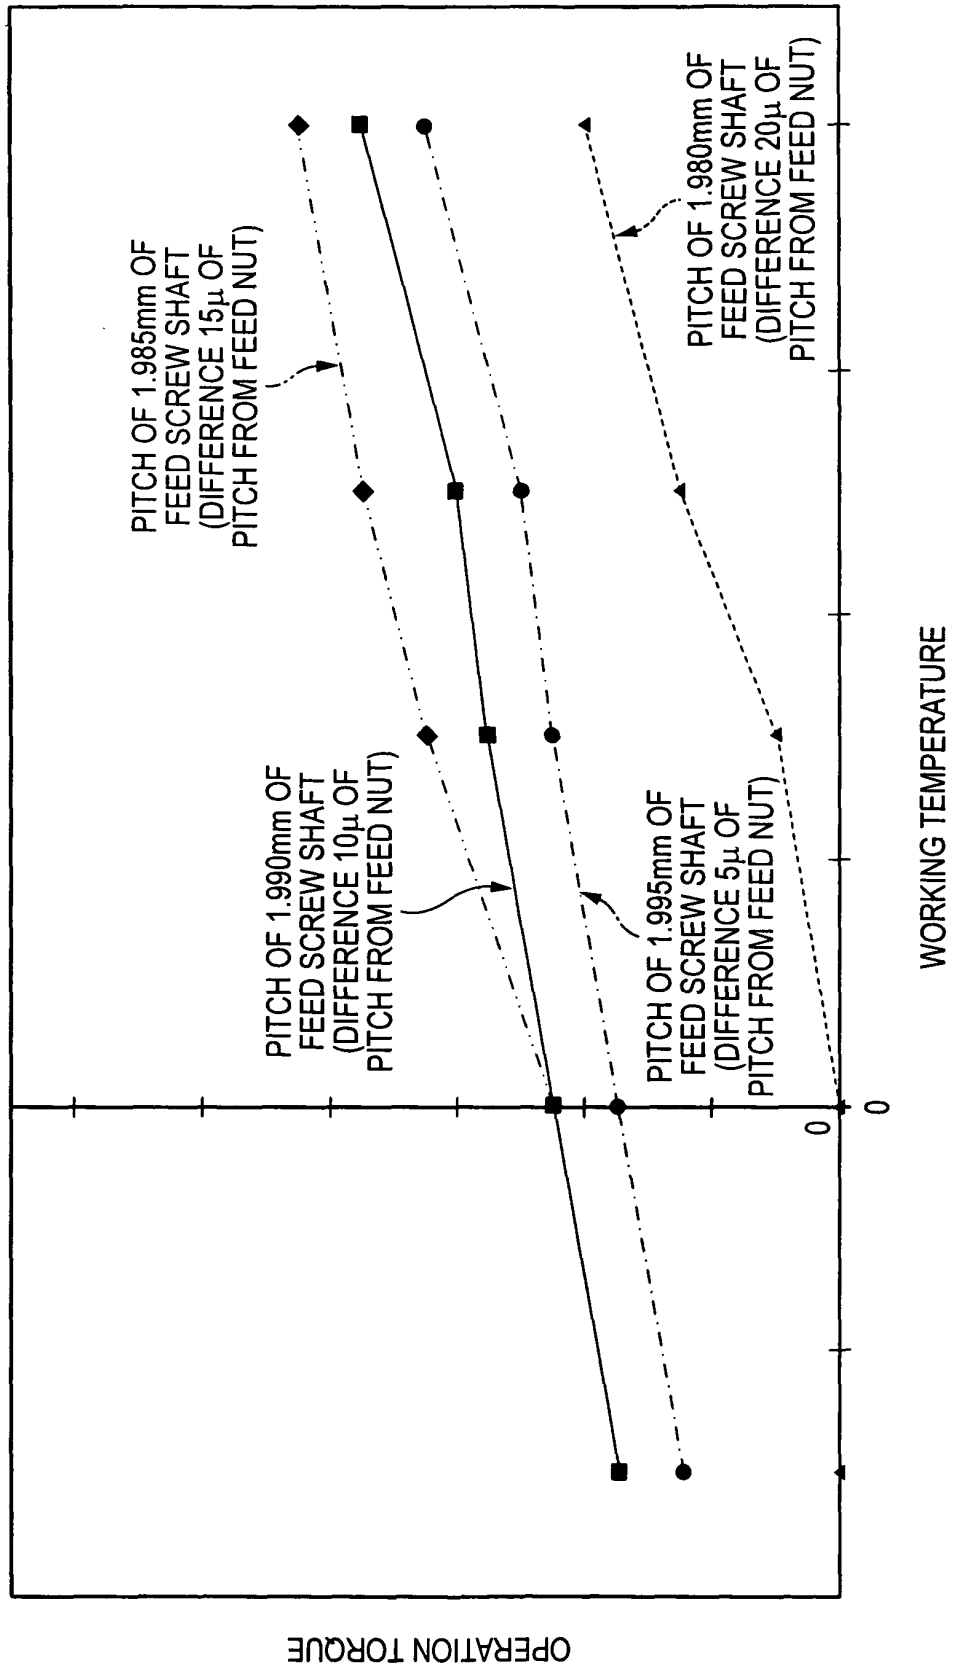 OPERATION TORQUE
PITCH OF 1.990mm OF
FEED SCREW SHAFT
(DIFFERENCE 10μ OF
PITCH FROM FEED NUT)
PITCH OF 1.985mm OF
FEED SCREW SHAFT
(DIFFERENCE 15μ OF
PITCH FROM FEED NUT)
PITCH OF 1.995mm OF
FEED SCREW SHAFT
(DIFFERENCE 5μ OF
PITCH FROM FEED NUT)
PITCH OF 1.980mm OF
FEED SCREW SHAFT
(DIFFERENCE 20μ OF
PITCH FROM FEED NUT)
0
0
WORKING TEMPERATURE